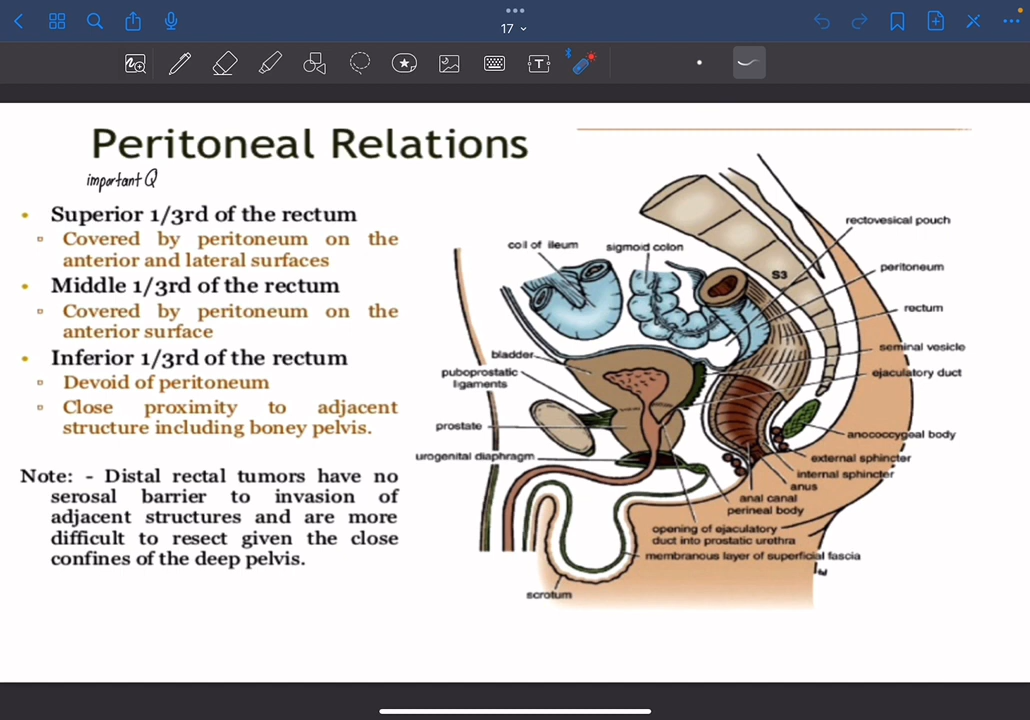 17
Peritoneal Relations
important Q
• Superior 1/3rd of the rectum
▫ Covered by peritoneum on the
anterior and lateral surfaces
• Middle 1/3rd of the rectum
▫ Covered by peritoneum on the
anterior surface
• Inferior 1/3rd of the rectum
▫ Devoid of peritoneum
▫ Close proximity to adjacent
structure including boney pelvis.
Note: - Distal rectal tumors have no
serosal barrier to invasion of
adjacent structures and are more
difficult to resect given the close
confines of the deep pelvis.
coil of ileum
sigmoid colon
S3
rectovesical pouch
peritoneum
rectum
seminal vesicle
ejaculatory duct
bladder
puboprostatic
ligaments
prostate
urogenital diaphragm
anococcygeal body
external sphincter
internal sphincter
anus
anal canal
perineal body
opening of ejaculatory
duct into prostatic urethra
membranous layer of superficial fascia
scrotum